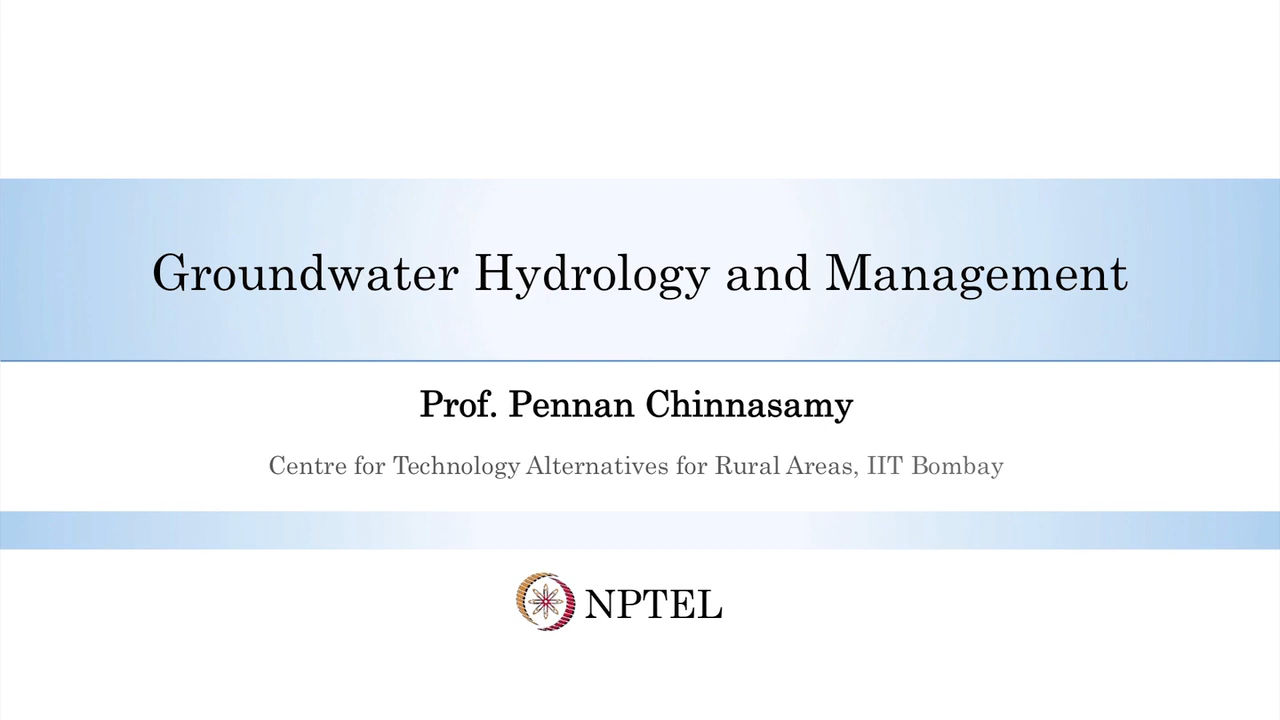 Groundwater Hydrology and Management
Prof. Pennan Chinnasamy
Centre for Technology Alternatives for Rural Areas, IIT Bombay
NPTEL